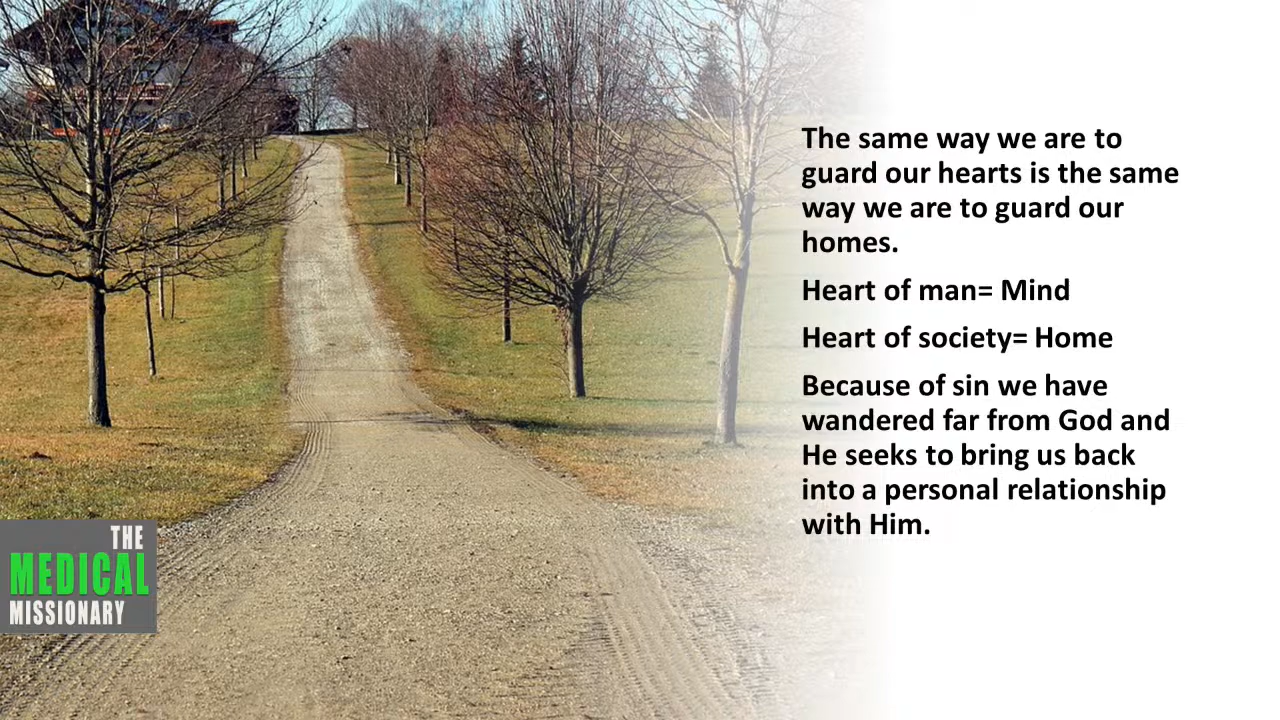 The same way we are to
guard our hearts is the same
way we are to guard our
homes.
Heart of man= Mind
Heart of society= Home
Because of sin we have
wandered far from God and
He seeks to bring us back
into a personal relationship
with Him.
THE
MEDICAL
MISSIONARY